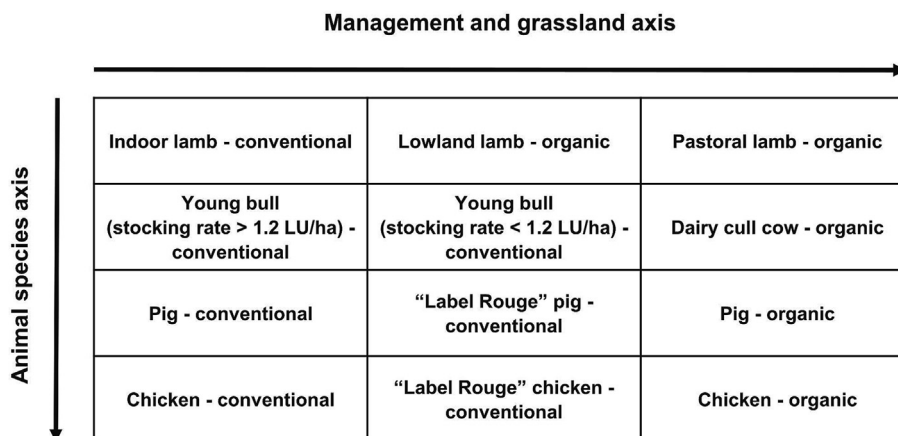 Management and grassland axis
Animal species axis
Indoor lamb - conventional
Lowland lamb - organic
Pastoral lamb - organic
Young bull
(stocking rate > 1.2 LU/ha) -
conventional
Young bull
(stocking rate < 1.2 LU/ha) -
conventional
Dairy cull cow - organic
Pig - conventional
“Label Rouge” pig -
conventional
Pig - organic
Chicken - conventional
“Label Rouge” chicken -
conventional
Chicken - organic